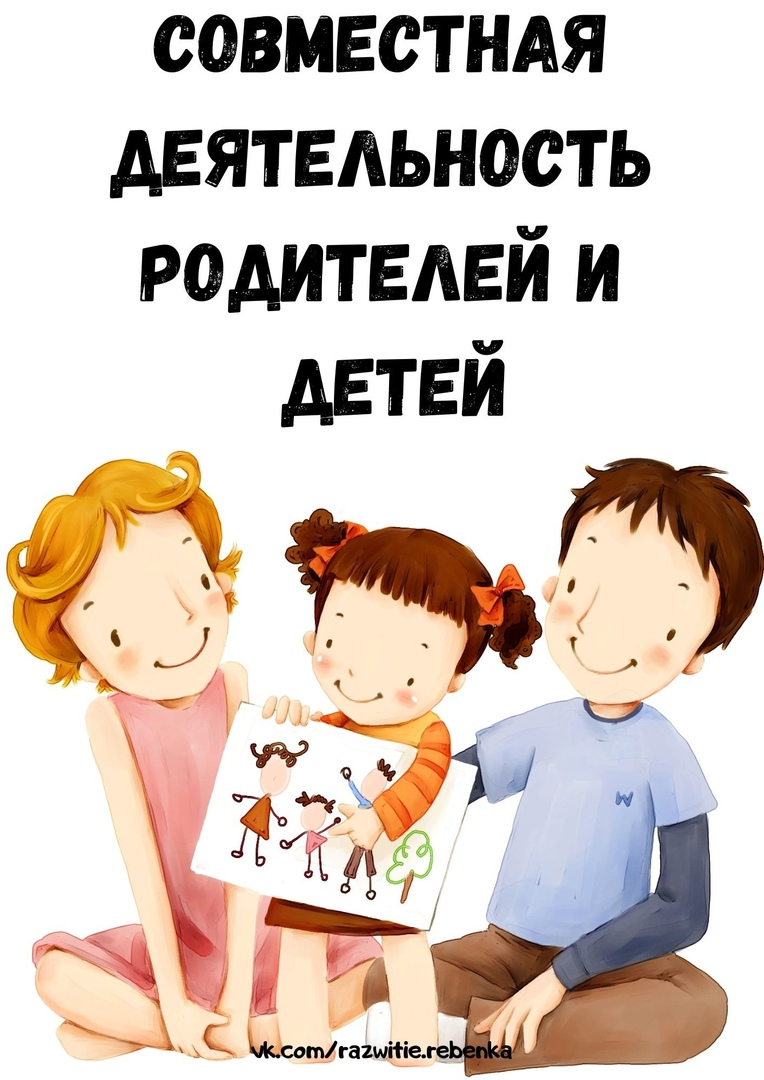 СОВМЕСТНАЯ
ДЕЯТЕЛЬНОСТЬ
РОДИТЕЛЕЙ И
ДЕТЕЙ
W
vk.com/razwitie.rebenka